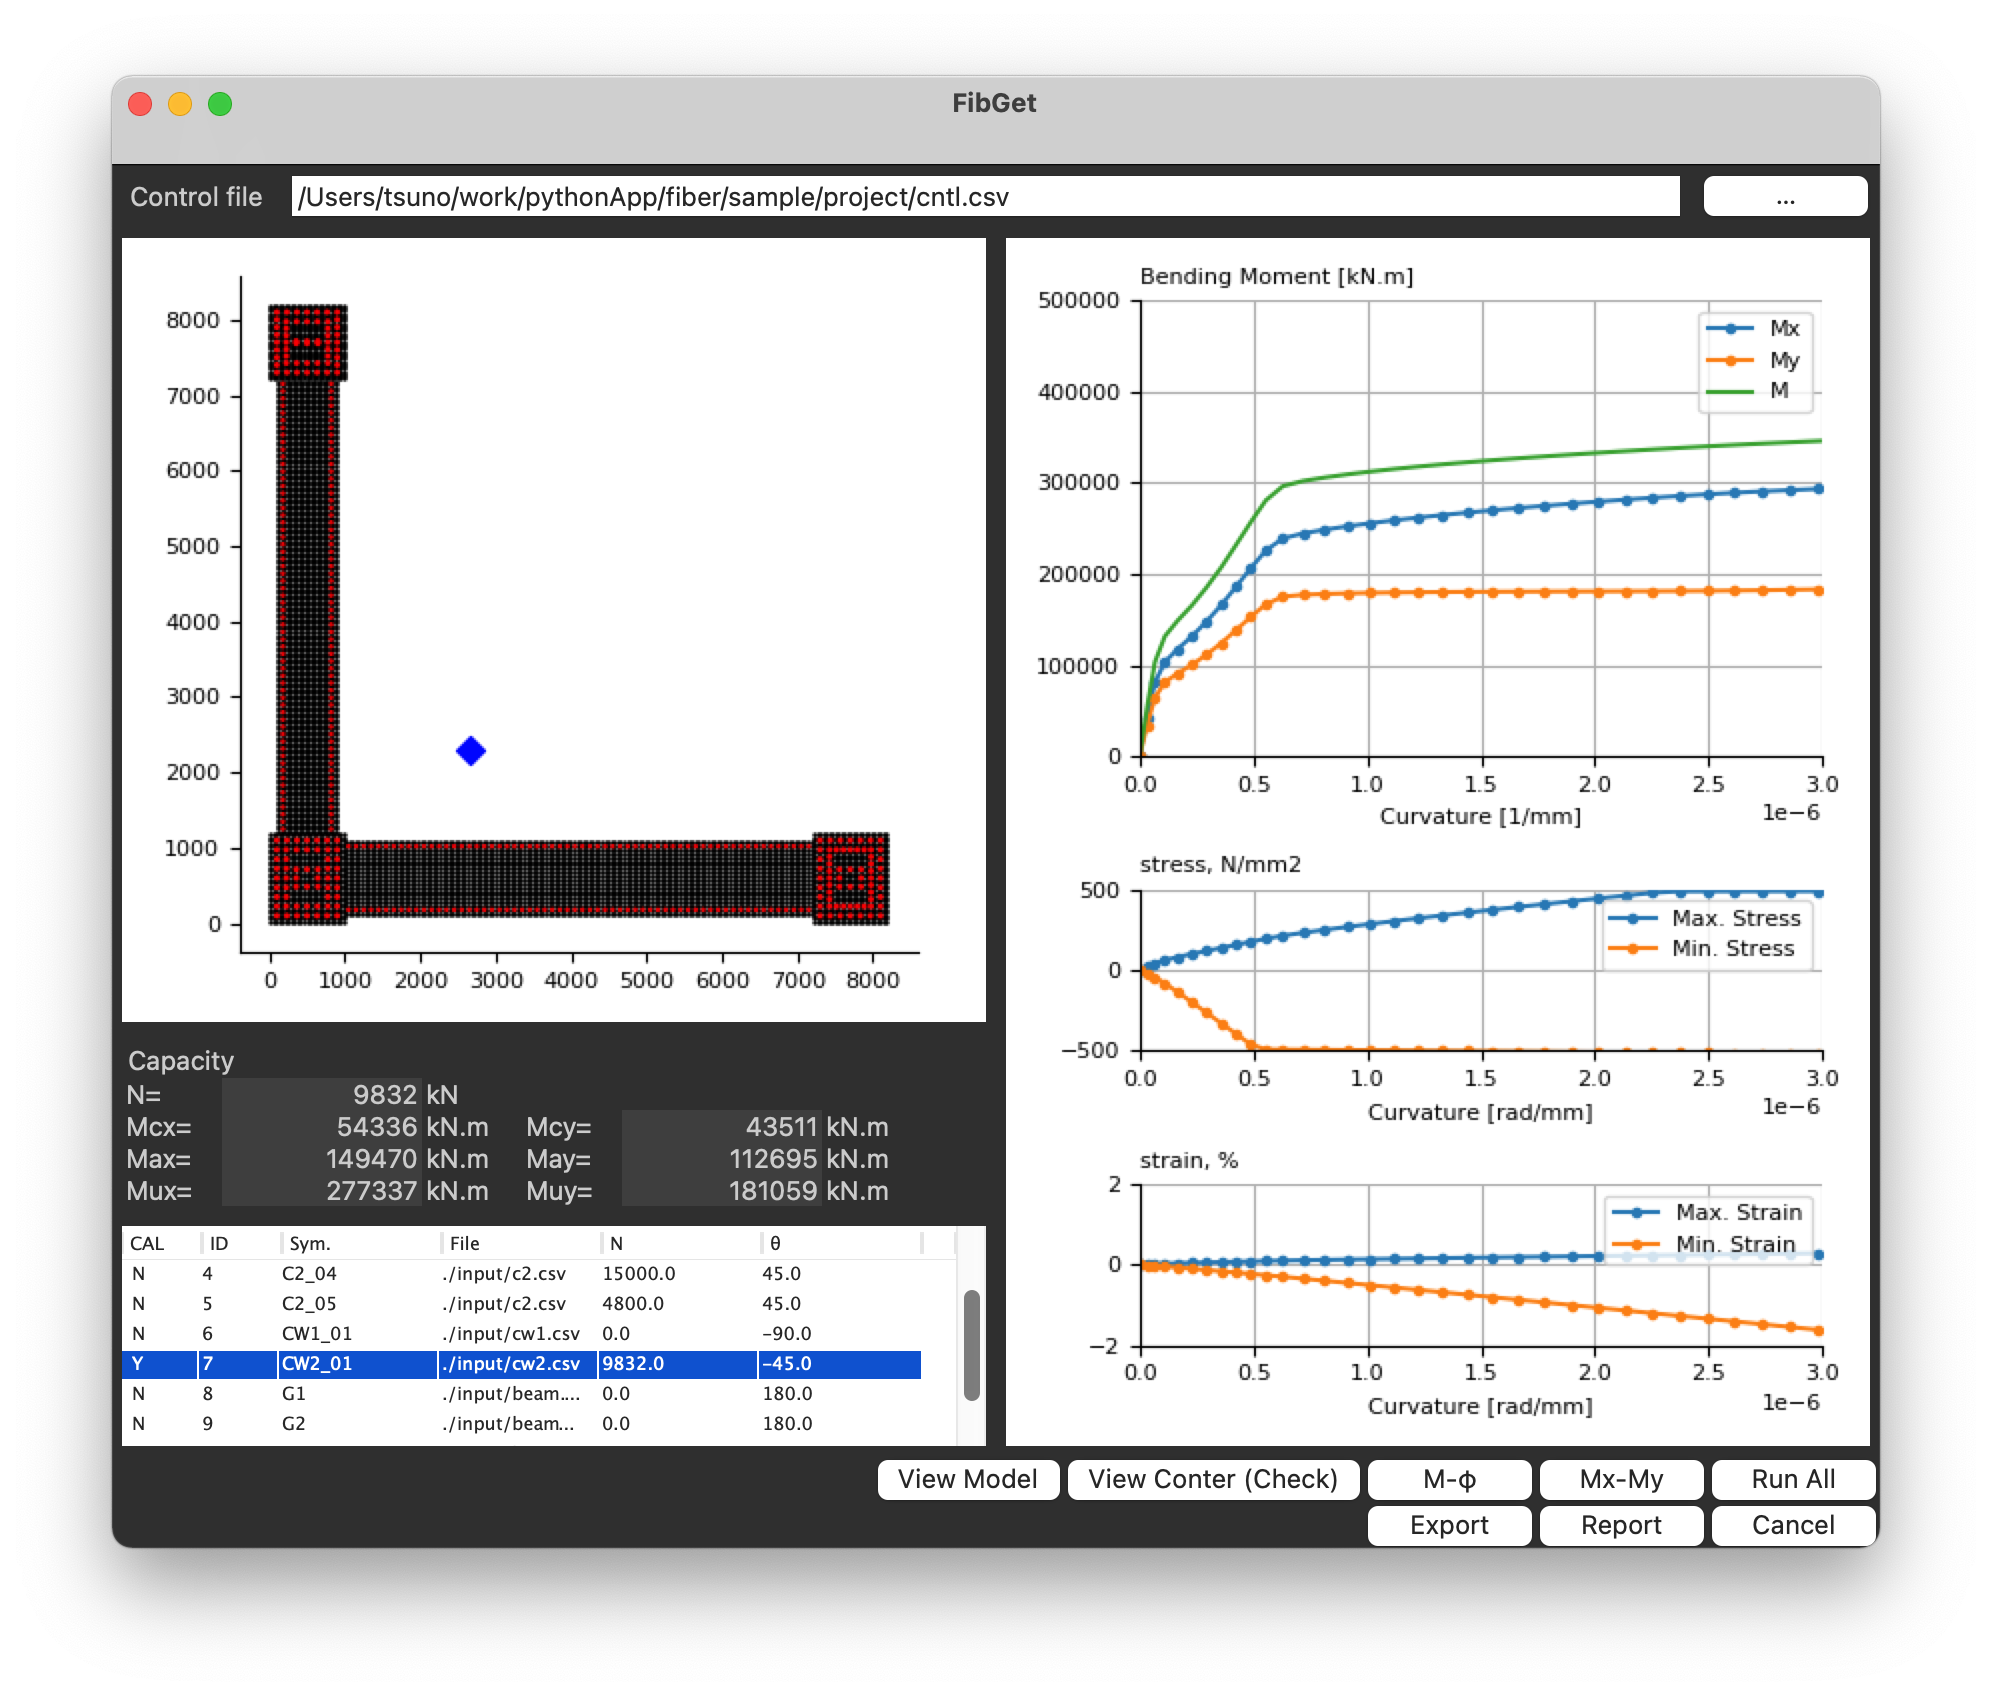 FibGet
Control file /Users/tsuno/work/pythonApp/fiber/sample/project/cntl.csv ...
8000
7000
6000
5000
4000
3000
2000
1000
0
0 1000 2000 3000 4000 5000 6000 7000 8000
Capacity
N= 9832 kN
Mcx= 54336 kN.m Mcy= 43511 kN.m
Max= 149470 kN.m May= 112695 kN.m
Mux= 277337 kN.m Muy= 181059 kN.m
CAL ID Sym. File N θ
N 4 C2_04 ./input/c2.csv 15000.0 45.0
N 5 C2_05 ./input/c2.csv 4800.0 45.0
N 6 CW1_01 ./input/cw1.csv 0.0 -90.0
Y 7 CW2_01 ./input/cw2.csv 9832.0 -45.0
N 8 G1 ./input/beam.... 0.0 180.0
N 9 G2 ./input/beam... 0.0 180.0
Bending Moment [kN.m]
500000
400000
300000
200000
100000
0
Mx
My
M
0.0 0.5 1.0 1.5 2.0 2.5 3.0
Curvature [1/mm] 1e-6
stress, N/mm2
500
0
−500
Max. Stress
Min. Stress
0.0 0.5 1.0 1.5 2.0 2.5 3.0
Curvature [rad/mm] 1e-6
strain, %
2
0
−2
Max. Strain
Min. Strain
0.0 0.5 1.0 1.5 2.0 2.5 3.0
Curvature [rad/mm] 1e-6
View Model View Conter (Check) M-φ Mx-My Run All
Export Report Cancel